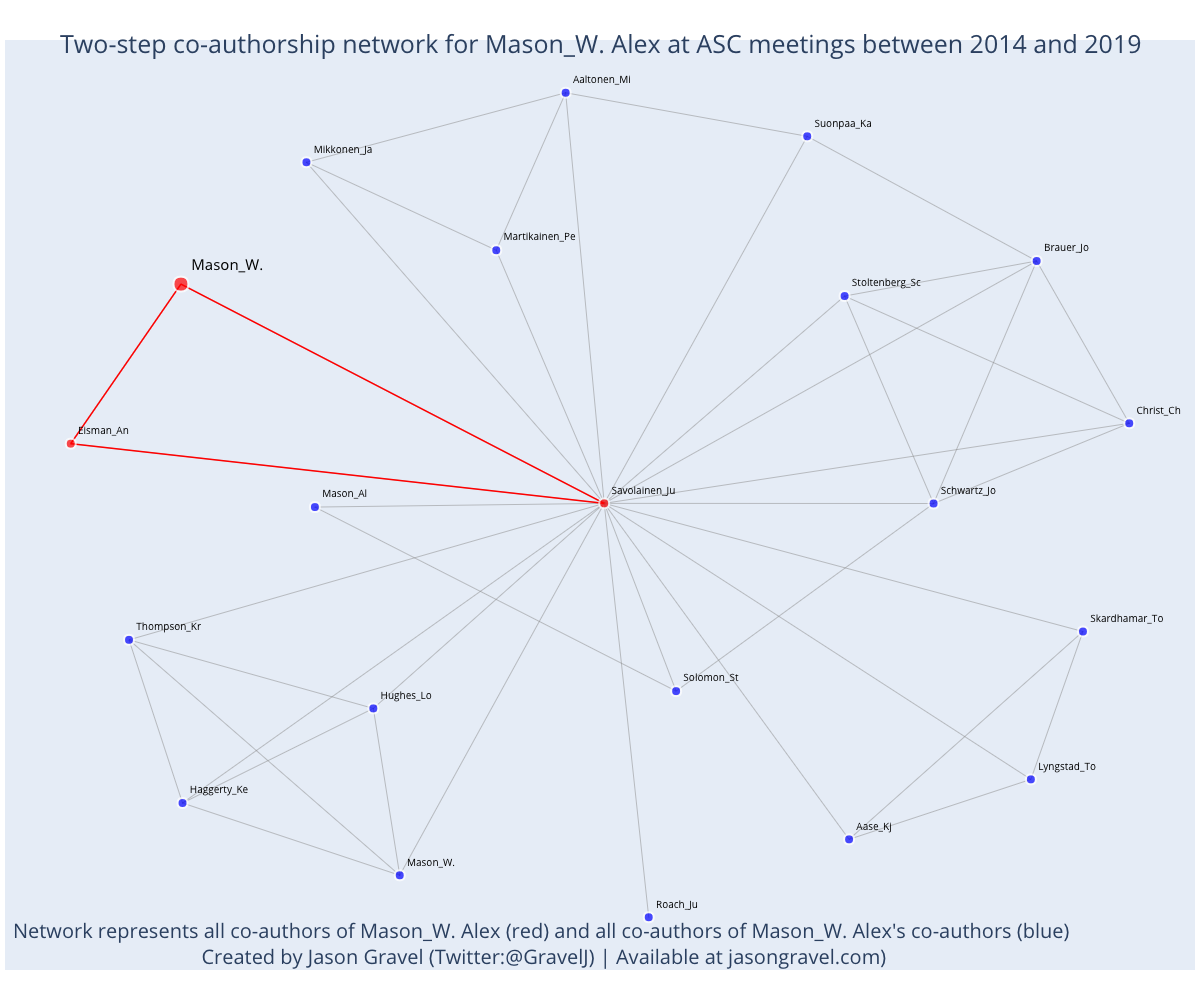 Two-step co-authorship network for Mason_W. Alex at ASC meetings between 2014 and 2019
Aaltonen_Mi
Suonpaa_Ka
Mikkonen_Ja
Martikainen_Pe
Brauer_Jo
Mason_W.
Stoltenberg_Sc
Christ_Ch
Eisman_An
Mason_Al
Savolainen_Ju
Schwartz_Jo
Skardhamar_To
Thompson_Kr
Solomon_St
Hughes_Lo
Lyngstad_To
Haggerty_Ke
Aase_Kj
Mason_W.
Roach_Ju
Network represents all co-authors of Mason_W. Alex (red) and all co-authors of Mason_W. Alex's co-authors (blue)
Created by Jason Gravel (Twitter:@GravelJ) | Available at jasongravel.com)